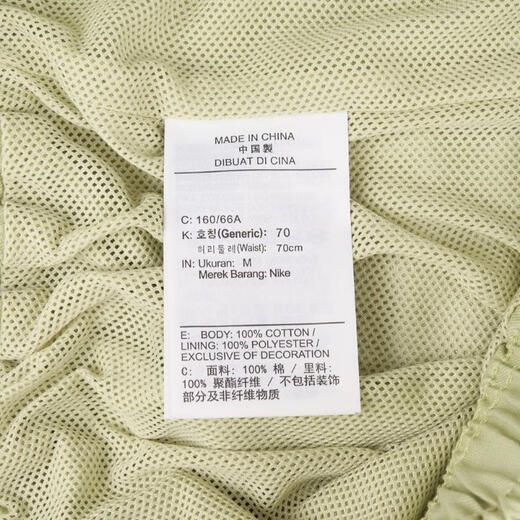 MADE IN CHINA
中国製
DIBUAT DI CINA
C: 160/66A
K: 호칭(Generic): 70
허리둘레(Waist): 70cm
IN: Ukuran: M
Merek Barang: Nike
E: BODY: 100% COTTON /
LINING: 100% POLYESTER /
EXCLUSIVE OF DECORATION
C: 面料: 100% 棉 / 里料:
100% 聚酯纤维 / 不包括装饰
部分及非纤维物质